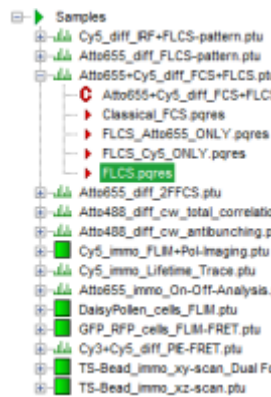 Samples
Cy5_diff_IRF+FLCS-pattern.ptu
Atto655_diff_FLCS-pattern.ptu
Atto655+Cy5_diff_FCS+FLCS.ptu
Atto655+Cy5_diff_FCS+FLCS
Classical_FCS.pqres
FLCS_Atto655_ONLY.pqres
FLCS_Cy5_ONLY.pqres
FLCS.pqres
Atto655_diff_2FFCS.ptu
Atto488_diff_cw_total_correlatio
Atto488_diff_cw_antibunching.p
Cy5_immo_FLIM+Pol-Imaging.ptu
Cy5_immo_Lifetime_Trace.ptu
Atto655_immo_On-Off-Analysis.
DaisyPollen_cells_FLIM.ptu
GFP_RFP_cells_FLIM-FRET.ptu
Cy3+Cy5_diff_PIE-FRET.ptu
TS-Bead_immo_xy-scan_Dual Fo
TS-Bead_immo_xz-scan.ptu